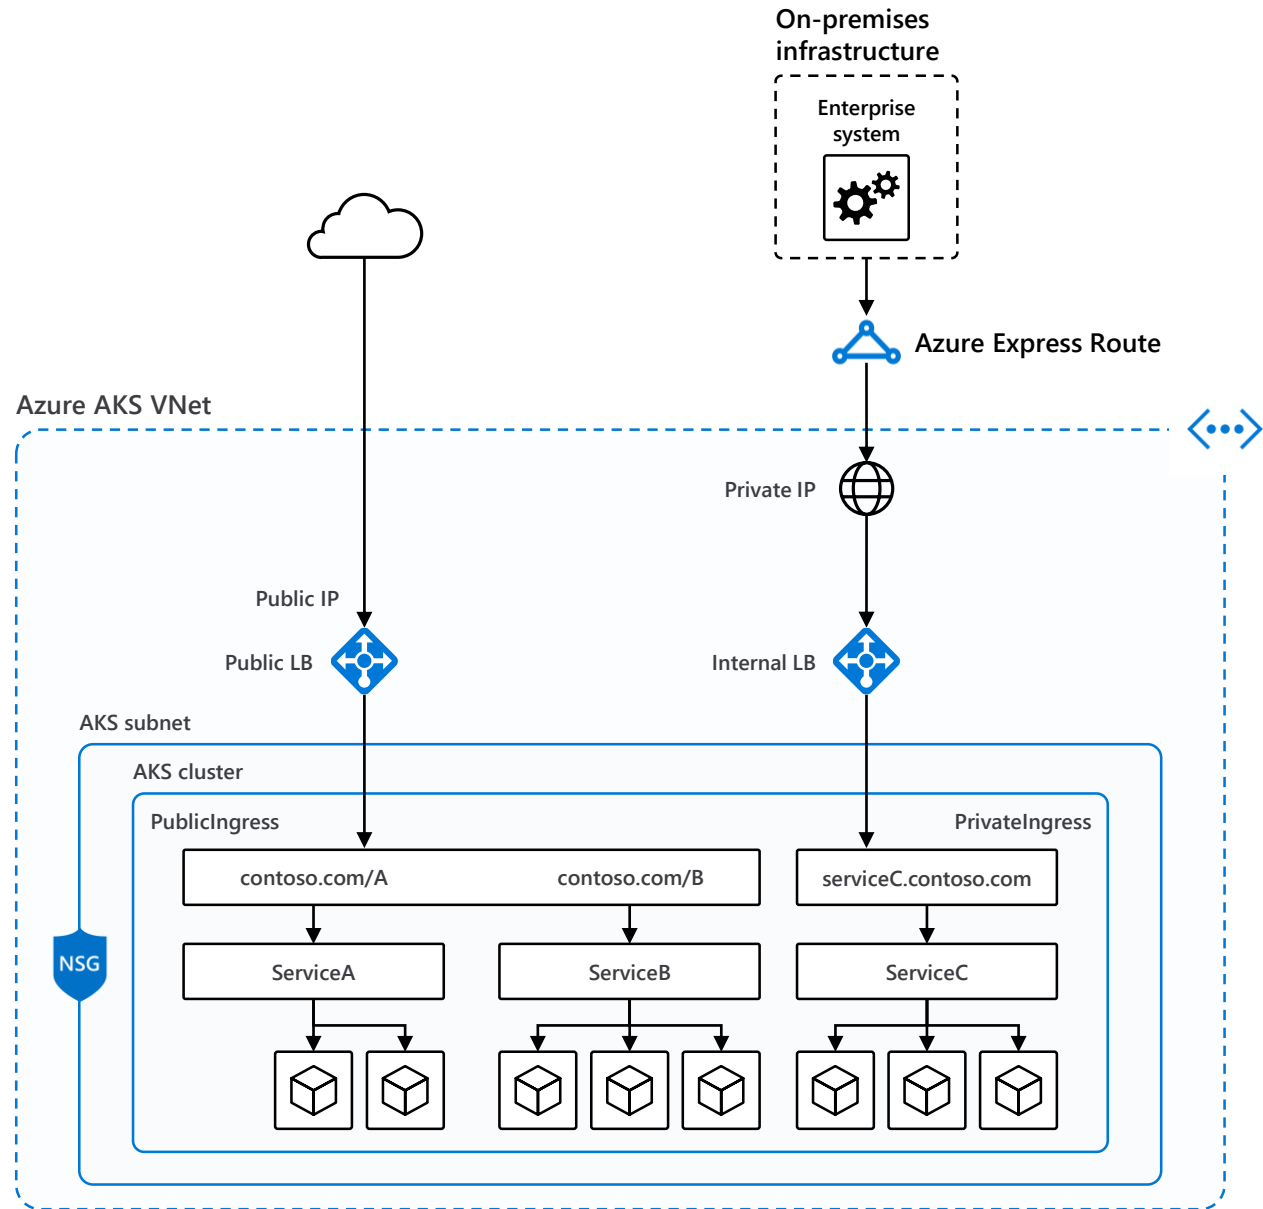 On-premises
infrastructure
Enterprise
system
Azure Express Route
Azure AKS VNet
Private IP
Public IP
Public LB
Internal LB
AKS subnet
AKS cluster
PublicIngress
PrivateIngress
contoso.com/A
contoso.com/B
serviceC.contoso.com
NSG
ServiceA
ServiceB
ServiceC